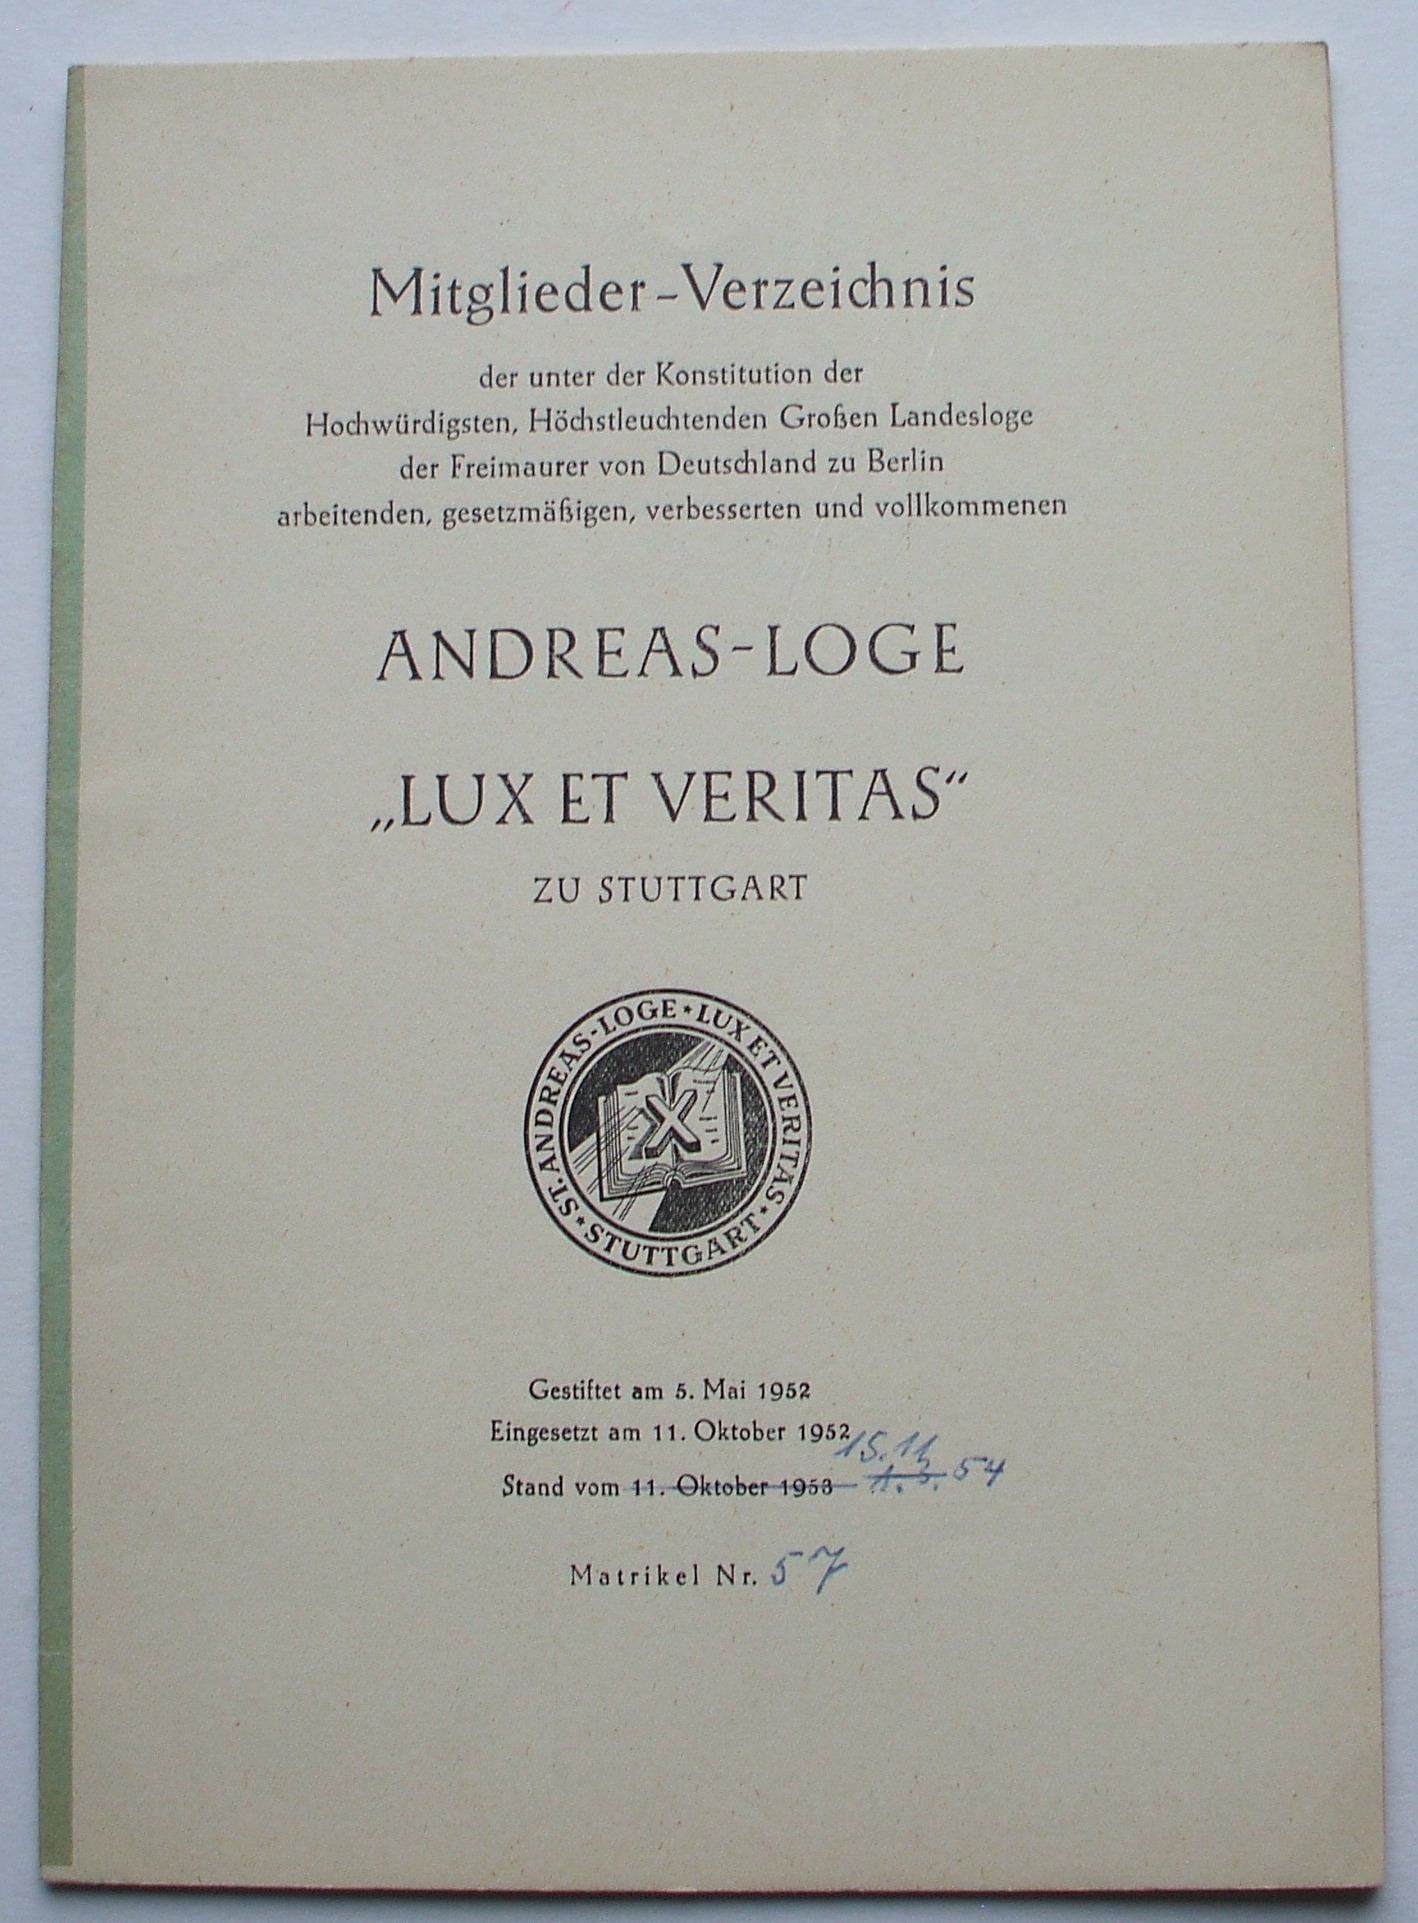 Mitglieder-Verzeichnis
der unter der Konstitution der
Hochwürdigsten, Höchstleuchtenden Großen Landesloge
der Freimaurer von Deutschland zu Berlin
arbeitenden, gesetzmäßigen, verbesserten und vollkommenen
ANDREAS-LOGE
„LUX ET VERITAS“
ZU STUTTGART
ST. ANDREAS-LOGE * LUX ET VERITAS * STUTTGART *
Gestiftet am 5. Mai 1952
Eingesetzt am 11. Oktober 1952
15.11.
Stand vom 11. Oktober 1953 54
Matrikel Nr. 57